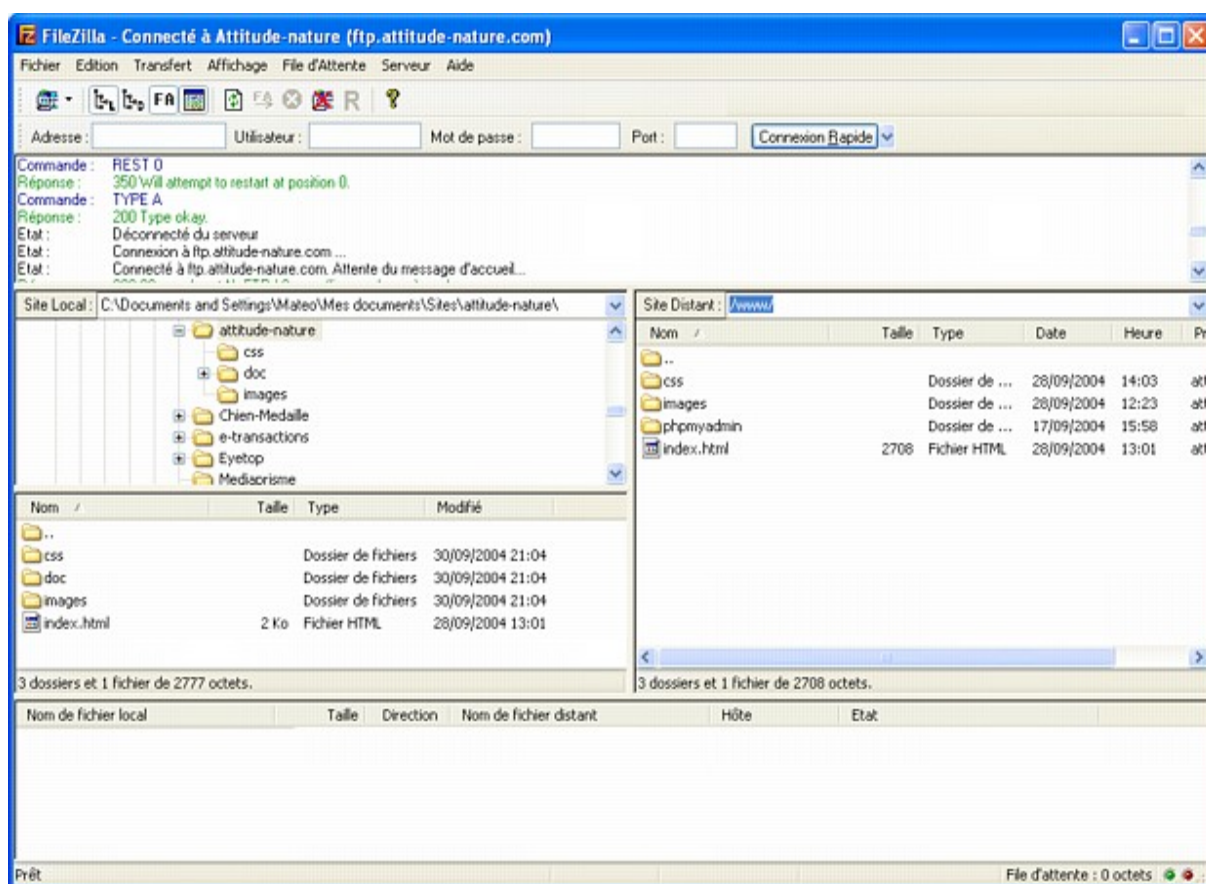 FileZilla - Connecté à Attitude-nature (ftp.attitude-nature.com)
Fichier Edition Transfert Affichage File d'Attente Serveur Aide
FA R ?
Adresse : Utilisateur : Mot de passe : Port : Connexion Rapide
Commande : REST 0
Réponse : 350 Will attempt to restart at position 0.
Commande : TYPE A
Réponse : 200 Type okay.
Etat : Déconnecté du serveur
Etat : Connexion à ftp.attitude-nature.com ...
Etat : Connecté à ftp.attitude-nature.com. Attente du message d'accueil...
Site Local : C:\Documents and Settings\Mateo\Mes documents\Sites\attitude-nature\
attitude-nature
css
doc
images
Chien-Medaille
e-transactions
Eyetop
Mediaprisme
Nom Taille Type Modifié
..
css Dossier de fichiers 30/09/2004 21:04
doc Dossier de fichiers 30/09/2004 21:04
images Dossier de fichiers 30/09/2004 21:04
index.html 2 Ko Fichier HTML 28/09/2004 13:01
3 dossiers et 1 fichier de 2777 octets.
Site Distant : /www/
Nom Taille Type Date Heure Pr
..
css Dossier de ... 28/09/2004 14:03 att
images Dossier de ... 28/09/2004 12:23 att
phpmyadmin Dossier de ... 17/09/2004 15:58 att
index.html 2708 Fichier HTML 28/09/2004 13:01 att
3 dossiers et 1 fichier de 2708 octets.
Nom de fichier local Taille Direction Nom de fichier distant Hôte Etat
Prêt File d'attente : 0 octets